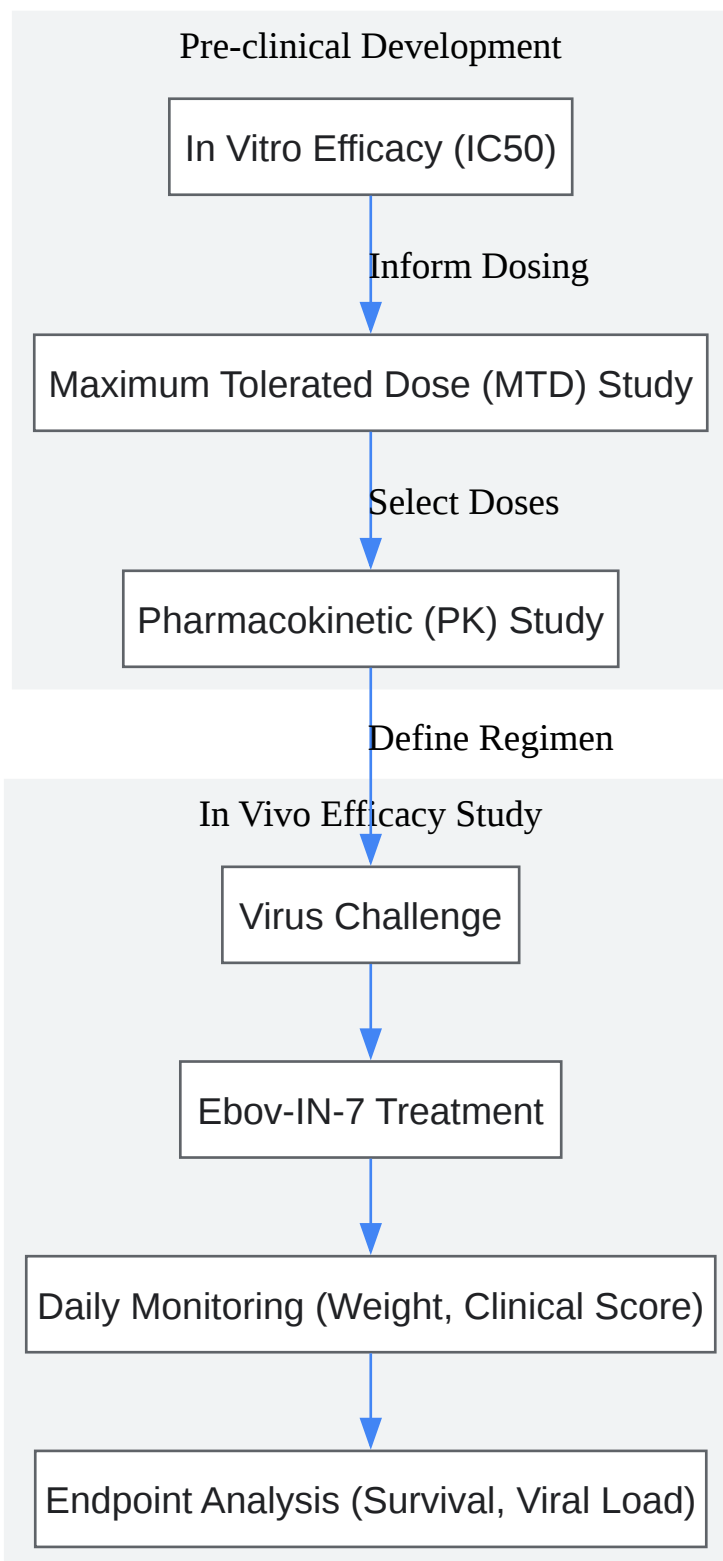 Pre-clinical Development
In Vitro Efficacy (IC50)
Inform Dosing
Maximum Tolerated Dose (MTD) Study
Select Doses
Pharmacokinetic (PK) Study
Define Regimen
In Vivo Efficacy Study
Virus Challenge
Ebov-IN-7 Treatment
Daily Monitoring (Weight, Clinical Score)
Endpoint Analysis (Survival, Viral Load)